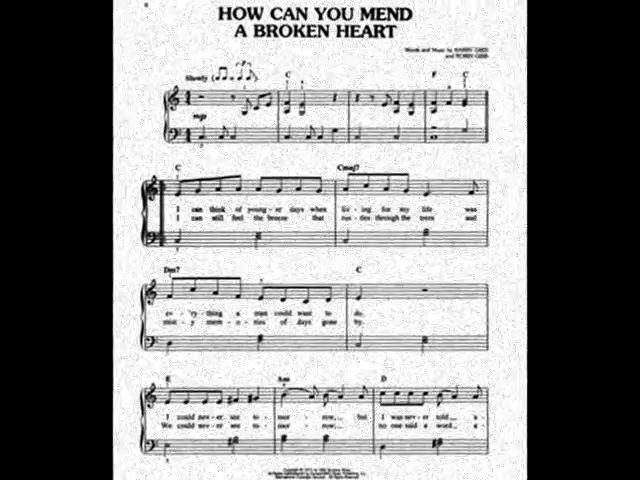 HOW CAN YOU MEND
A BROKEN HEART
Words and Music by BARRY GIBB
and ROBIN GIBB
Slowly
C F C
mp
C Cmaj7
I can think of young-er days when liv-ing for my life was
I can still feel the breeze that rus-tles through the trees and
Dm7 C
ev-'ry-thing a man could want to do.
mist-y mem-o-ries of days gone by.
E Am D
I could nev-er see to-mor-row, but I was nev-er told a-
We could nev-er see to-mor-row; no one said a word a-